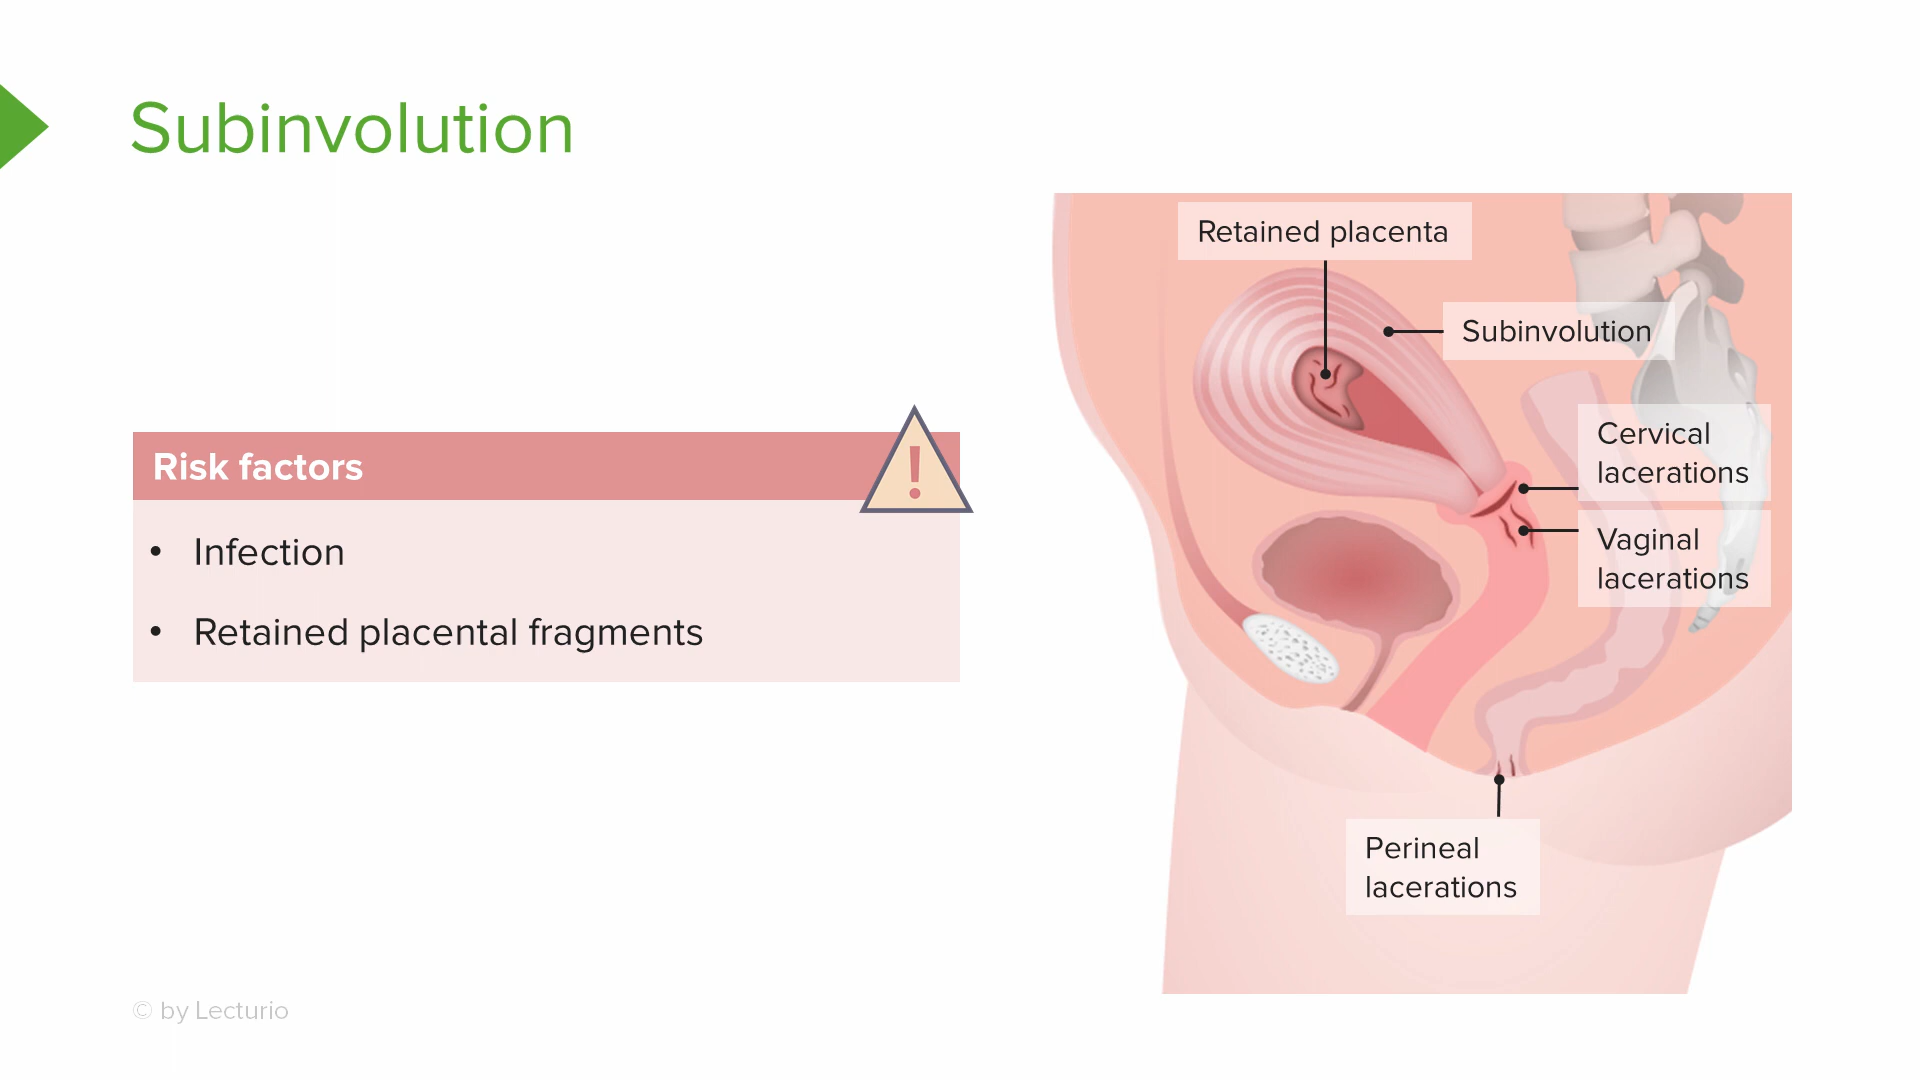 Subinvolution
Risk factors
!
• Infection
• Retained placental fragments
Retained placenta
Subinvolution
Cervical
lacerations
Vaginal
lacerations
Perineal
lacerations
© by Lecturio